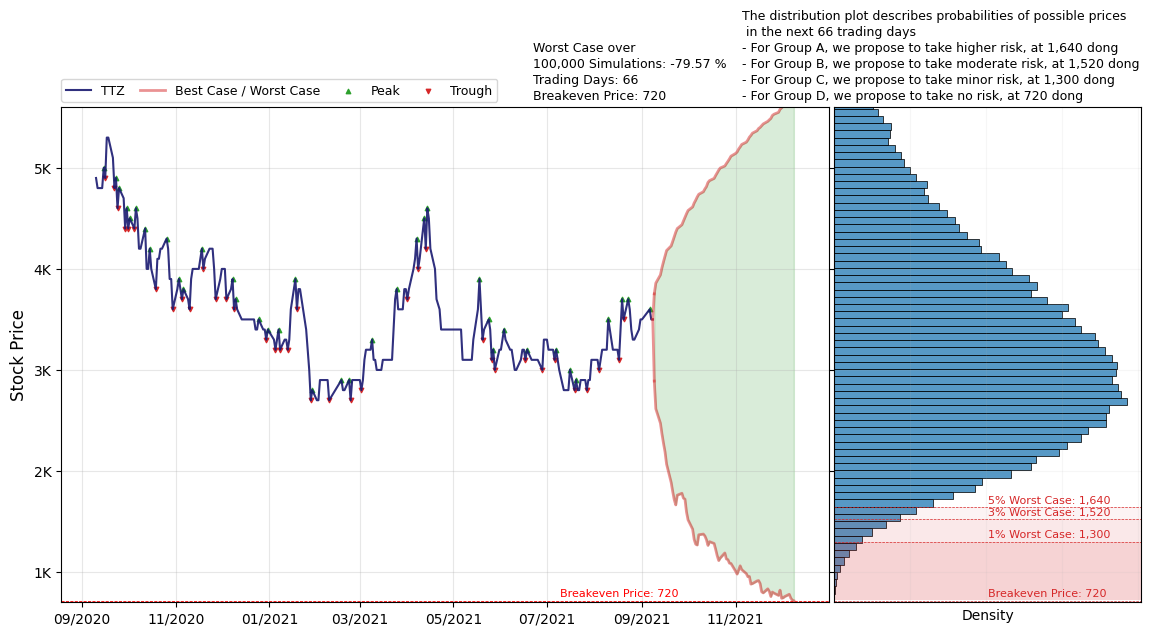 The distribution plot describes probabilities of possible prices
in the next 66 trading days
- For Group A, we propose to take higher risk, at 1,640 dong
- For Group B, we propose to take moderate risk, at 1,520 dong
- For Group C, we propose to take minor risk, at 1,300 dong
- For Group D, we propose to take no risk, at 720 dong
Worst Case over
100,000 Simulations: -79.57 %
Trading Days: 66
Breakeven Price: 720
TTZ
Best Case / Worst Case
Peak
Trough
Stock Price
5K
4K
3K
2K
1K
09/2020
11/2020
01/2021
03/2021
05/2021
07/2021
09/2021
11/2021
Breakeven Price: 720
5% Worst Case: 1,640
3% Worst Case: 1,520
1% Worst Case: 1,300
Breakeven Price: 720
Density